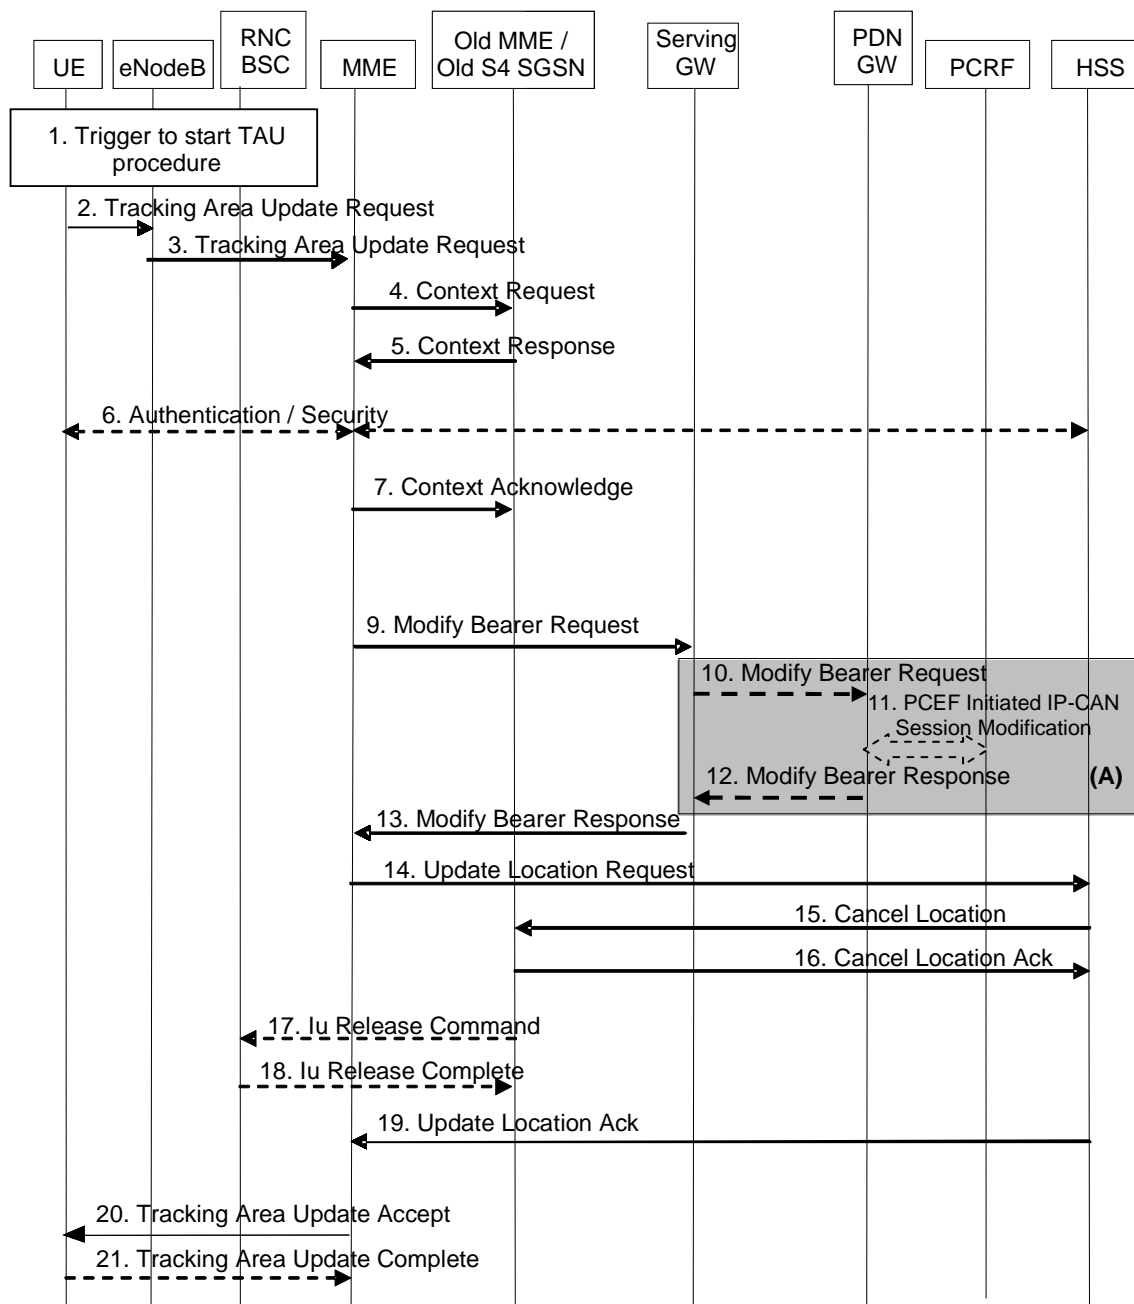 UE
eNodeB
RNC
BSC
MME
Old MME /
Old S4 SGSN
Serving
GW
PDN
GW
PCRF
HSS
1. Trigger to start TAU
procedure
2. Tracking Area Update Request
3. Tracking Area Update Request
4. Context Request
5. Context Response
6. Authentication / Security
7. Context Acknowledge
9. Modify Bearer Request
10. Modify Bearer Request
11. PCEF Initiated IP-CAN
Session Modification
12. Modify Bearer Response
(A)
13. Modify Bearer Response
14. Update Location Request
15. Cancel Location
16. Cancel Location Ack
17. Iu Release Command
18. Iu Release Complete
19. Update Location Ack
20. Tracking Area Update Accept
21. Tracking Area Update Complete